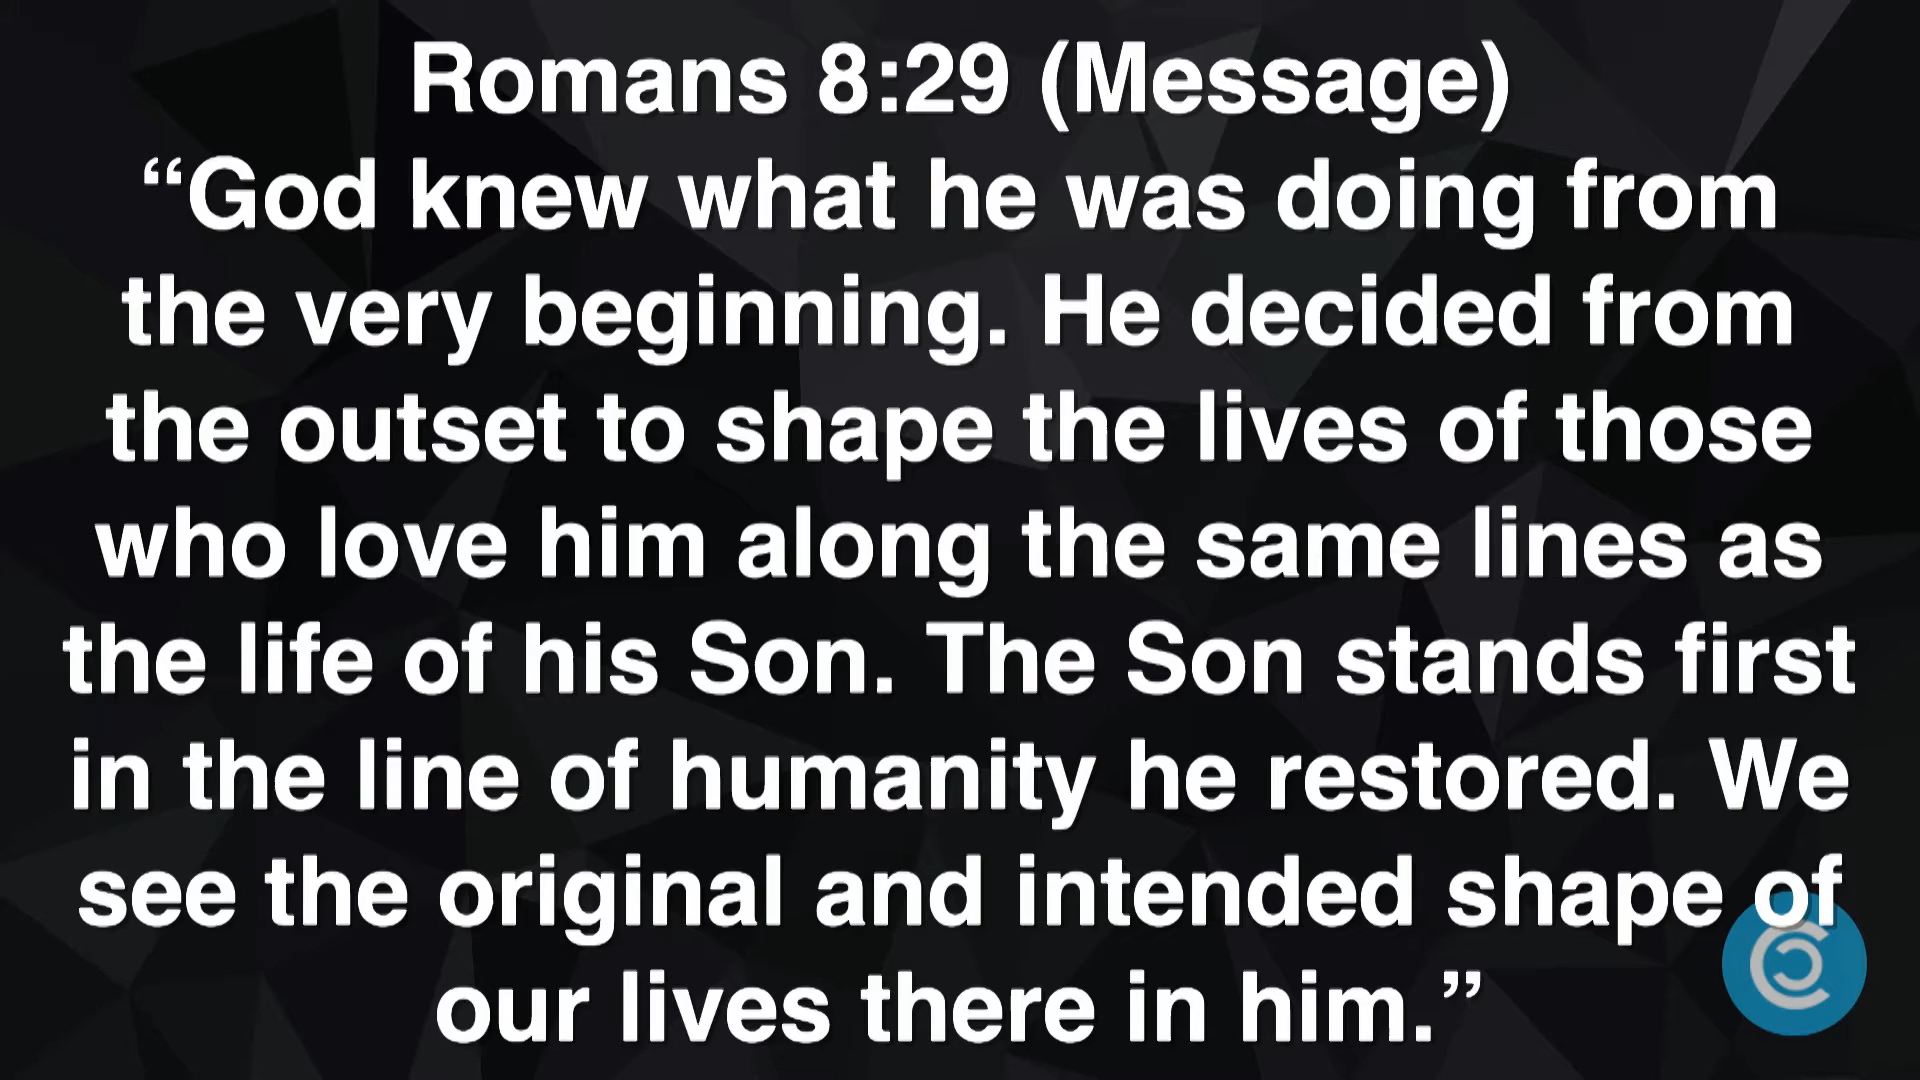 Romans 8:29 (Message)
“God knew what he was doing from
the very beginning. He decided from
the outset to shape the lives of those
who love him along the same lines as
the life of his Son. The Son stands first
in the line of humanity he restored. We
see the original and intended shape of
our lives there in him.”